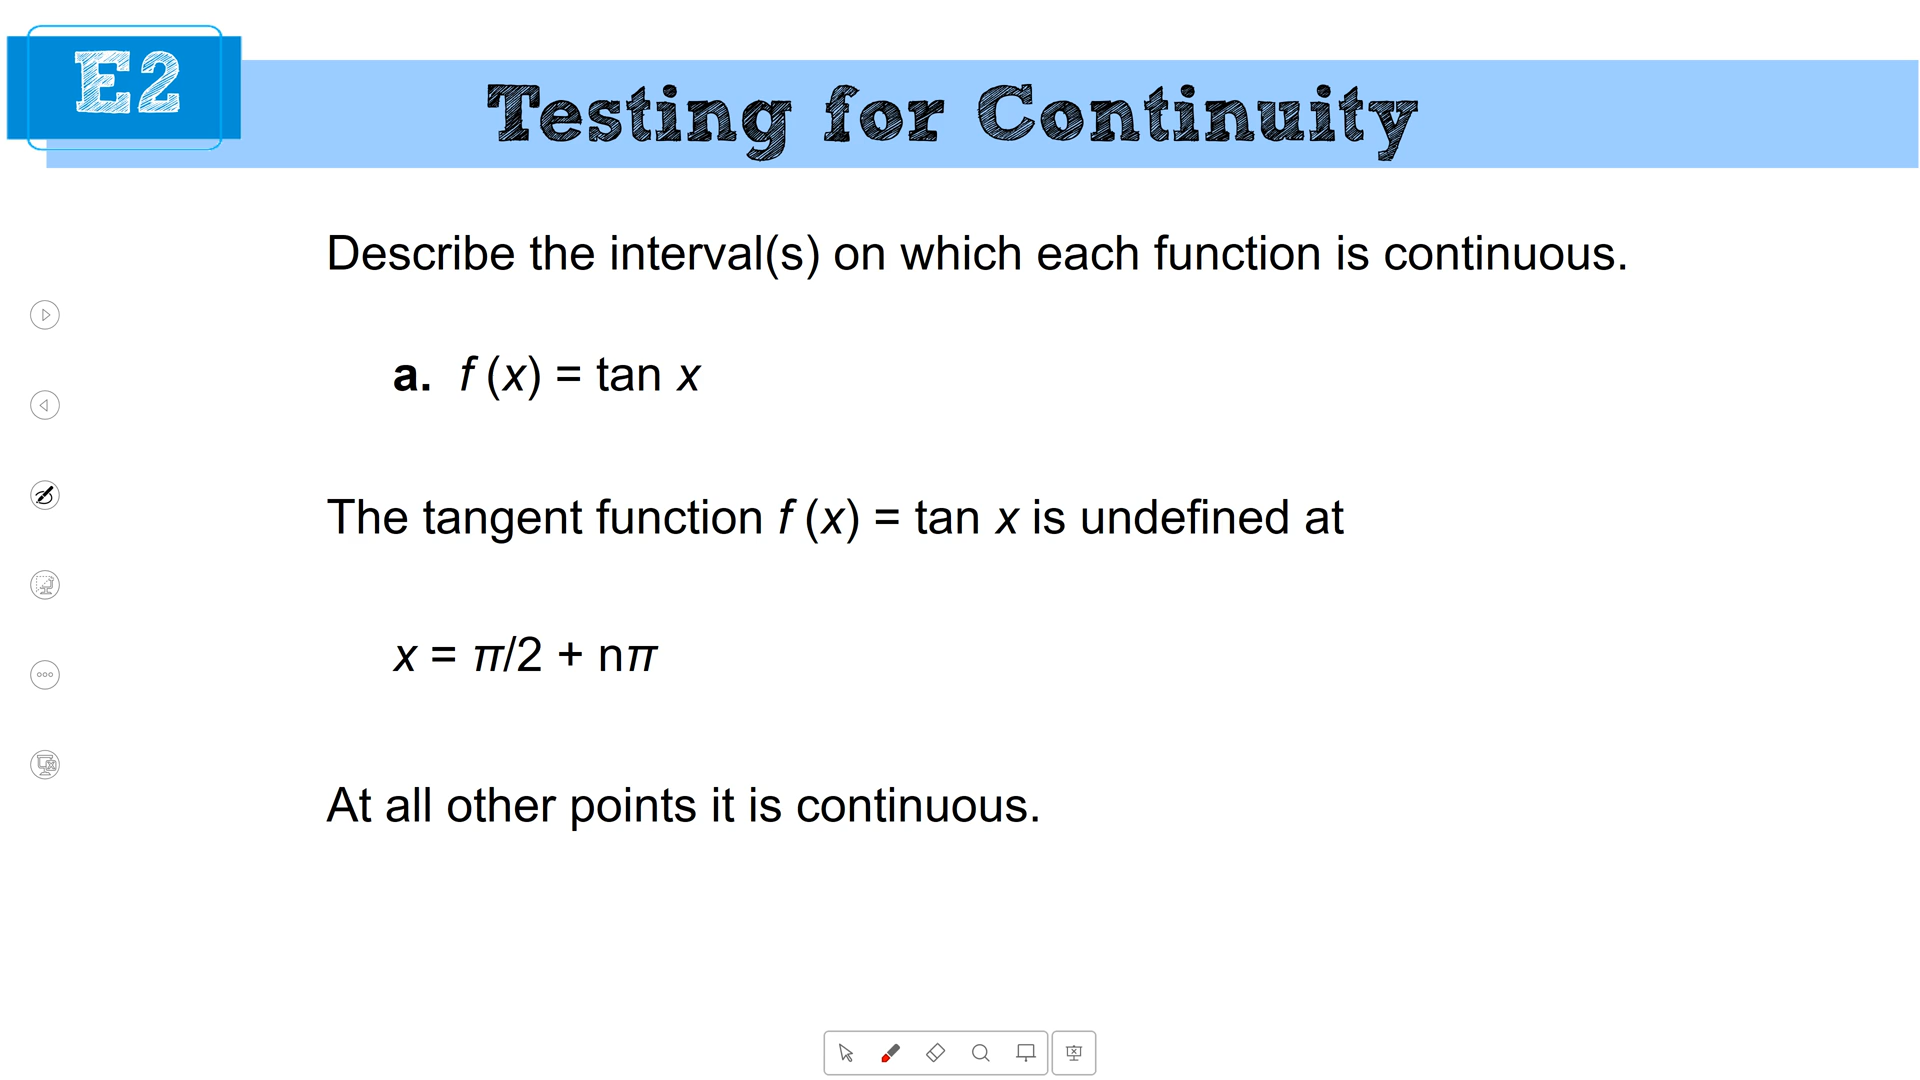 E2
Testing for Continuity
Describe the interval(s) on which each function is continuous.
a. f (x) = tan x
The tangent function f (x) = tan x is undefined at
x = π/2 + nπ
At all other points it is continuous.